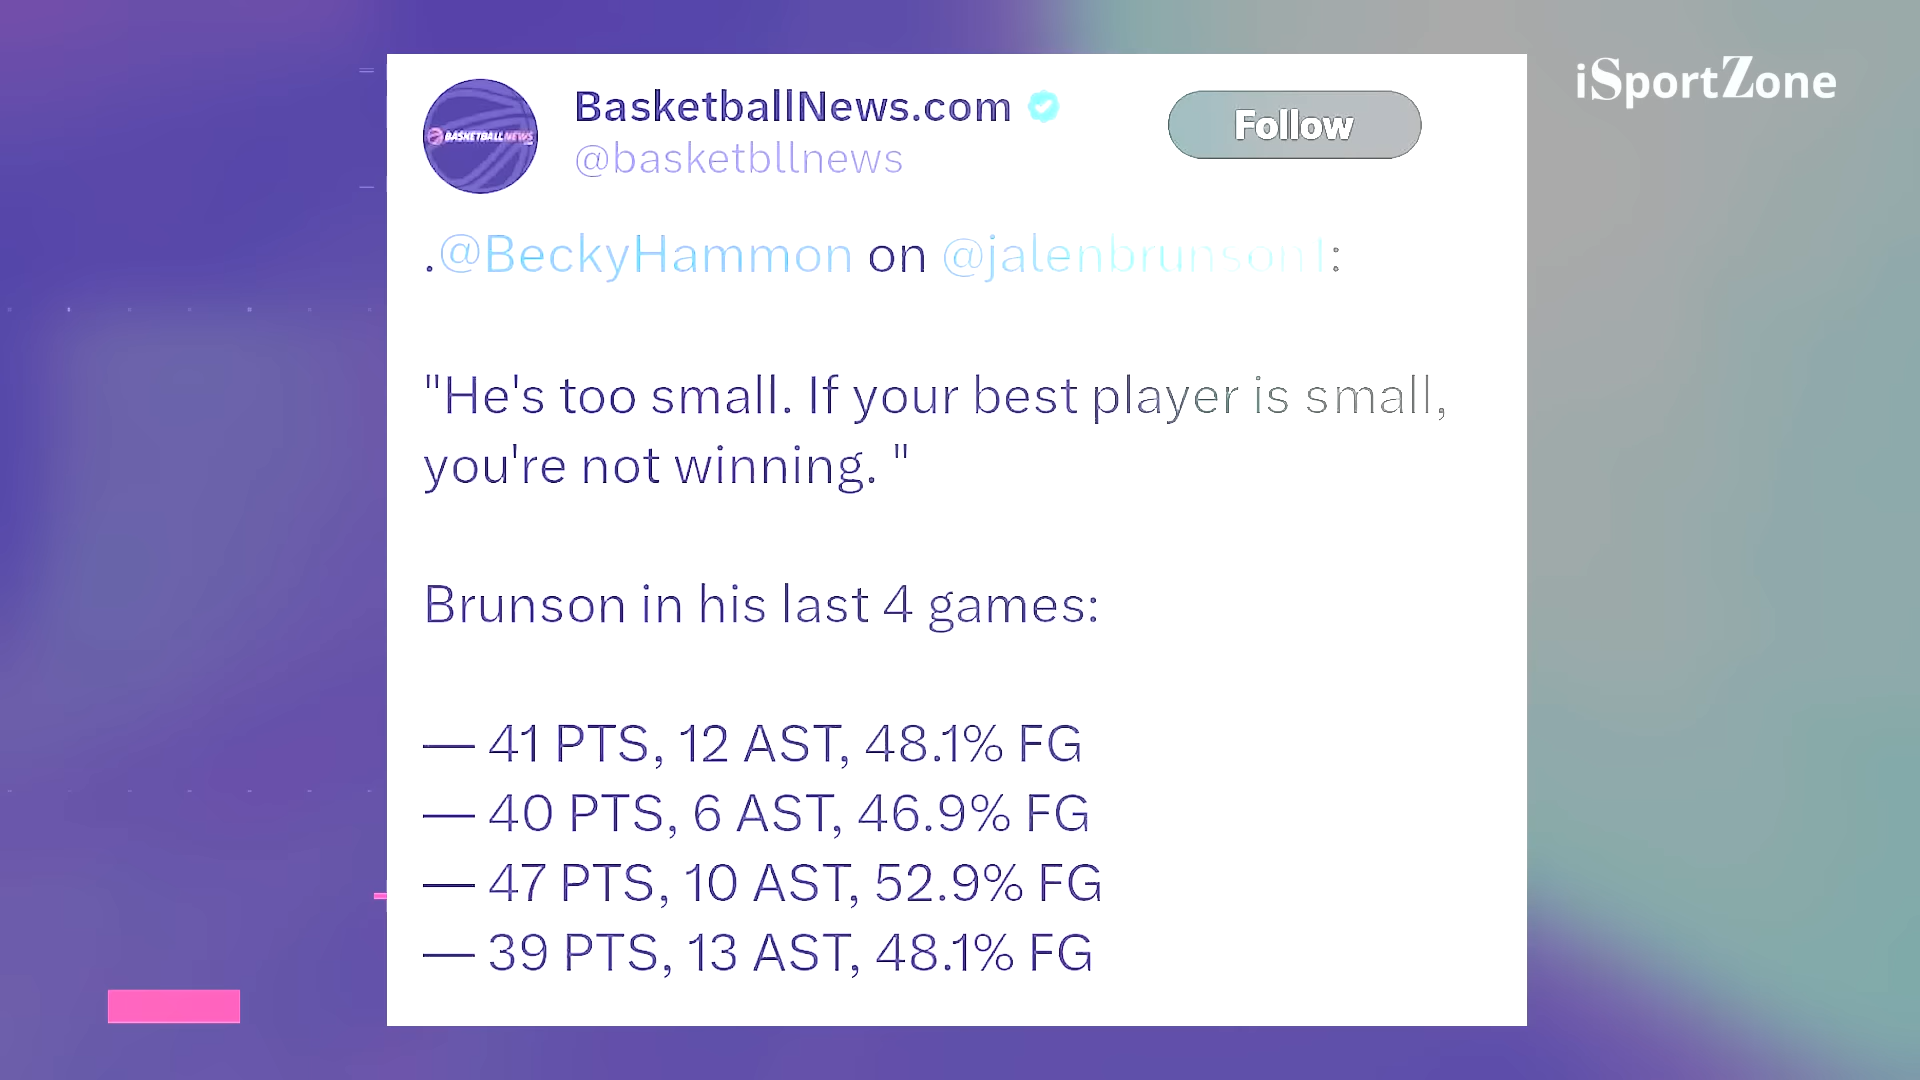 iSportZone
BasketballNews.com
Follow
BASKETBALL NEWS
@basketbllnews
.@BeckyHammon on @jalenbrunson1:
"He's too small. If your best player is small,
you're not winning. "
Brunson in his last 4 games:
— 41 PTS, 12 AST, 48.1% FG
— 40 PTS, 6 AST, 46.9% FG
— 47 PTS, 10 AST, 52.9% FG
— 39 PTS, 13 AST, 48.1% FG